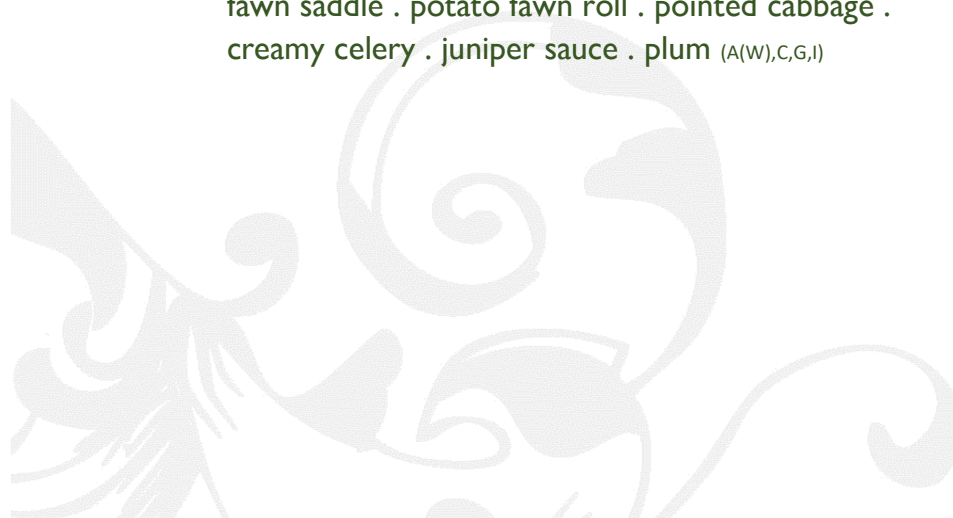 fawn saddle . potato fawn roll . pointed cabbage .
creamy celery . juniper sauce . plum (A(W),C,G,I)